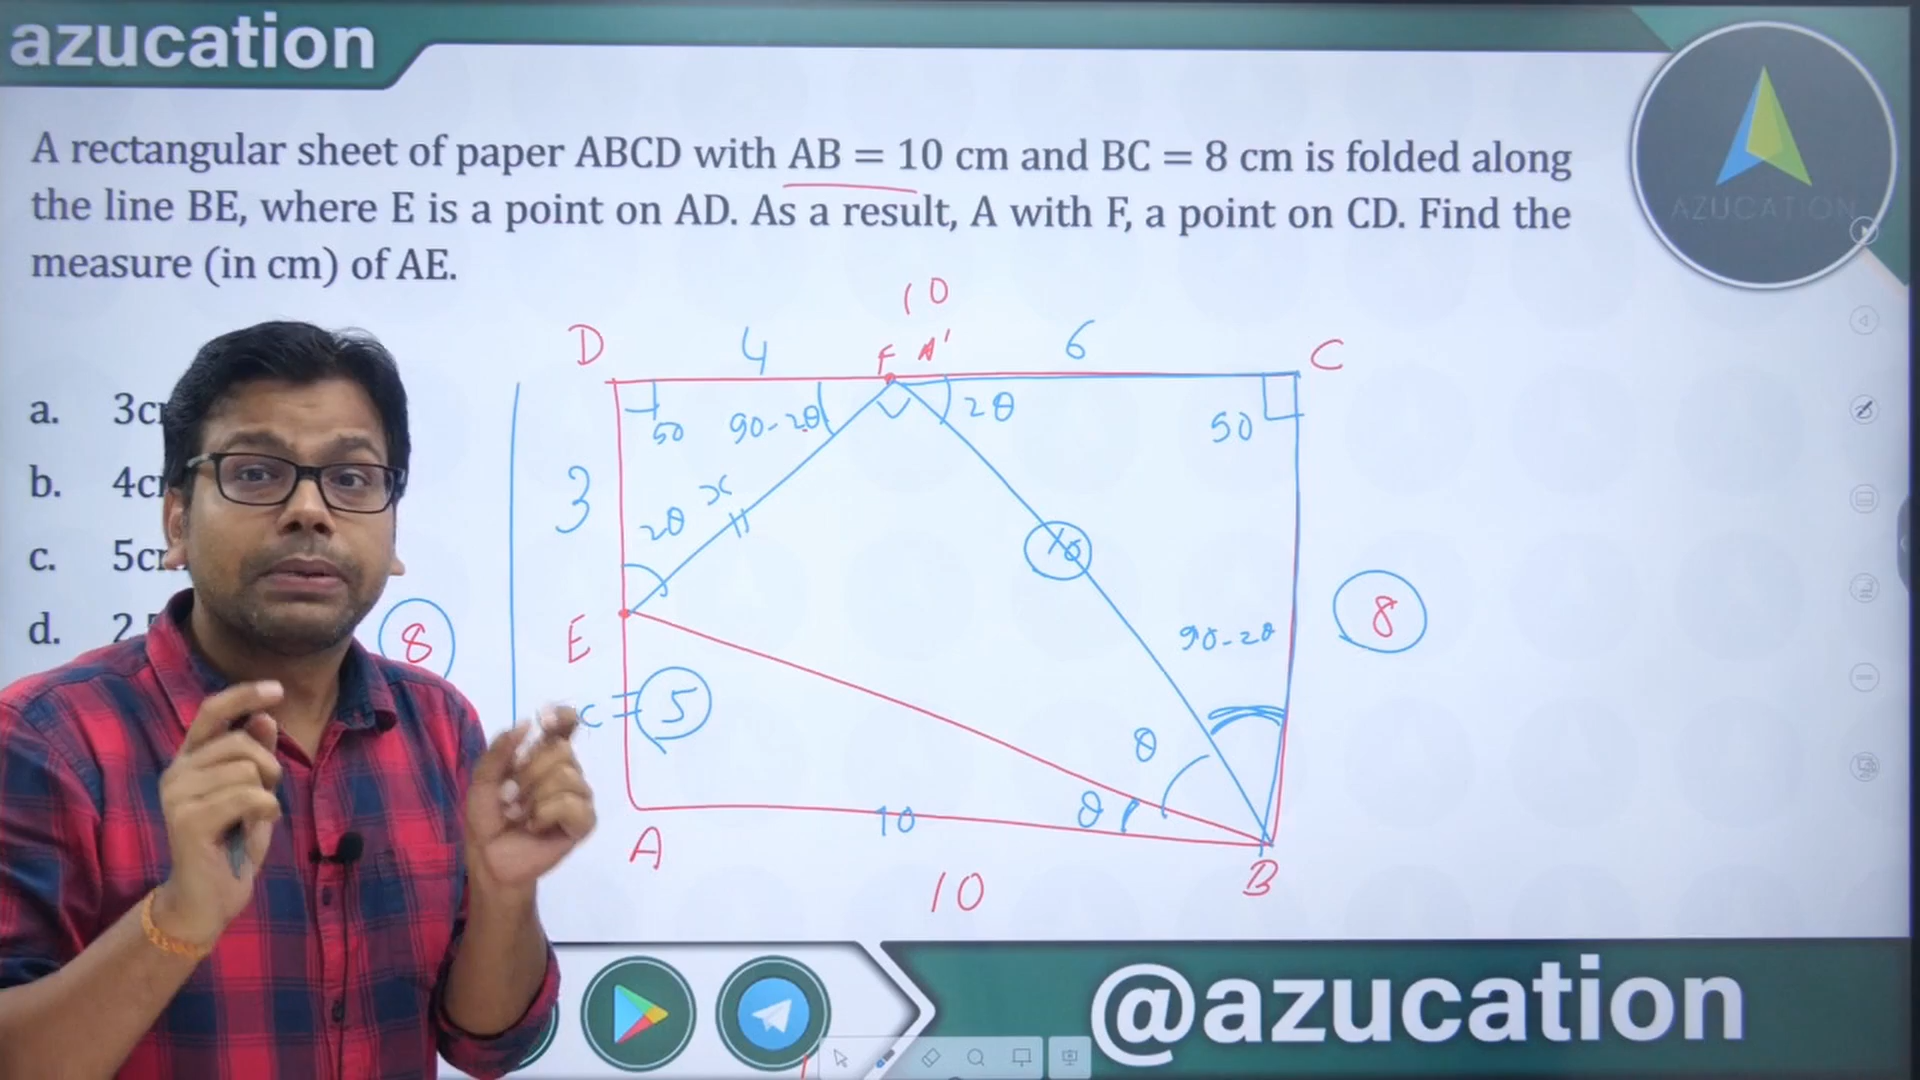 azucation
A rectangular sheet of paper ABCD with AB = 10 cm and BC = 8 cm is folded along
the line BE, where E is a point on AD. As a result, A with F, a point on CD. Find the
measure (in cm) of AE.
AZUCATION
10
D 4 F A' 6 C
a. 3c
50 90-2θ 2θ 50
b. 4c
3 2θ x
c. 5c
10
d. 2
8 E 90-2θ 8
= 5
θ
10 θ
A 10 B
@azucation